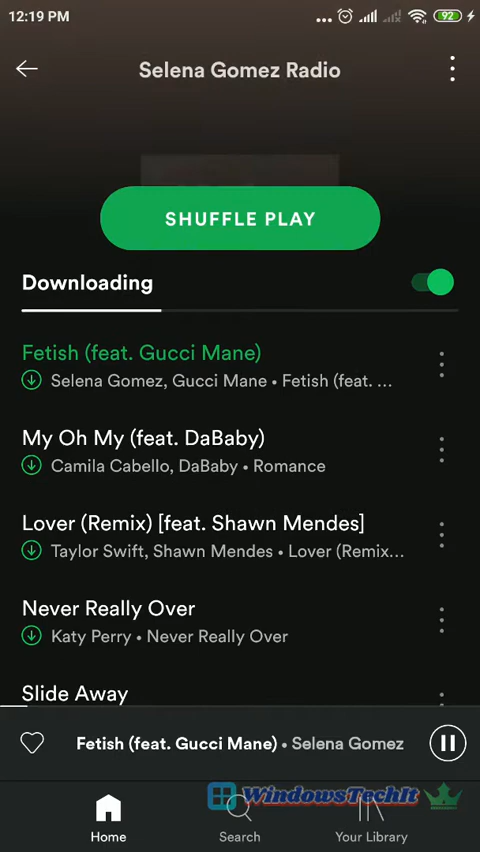 12:19 PM
92
Selena Gomez Radio
SHUFFLE PLAY
Downloading
Fetish (feat. Gucci Mane)
Selena Gomez, Gucci Mane • Fetish (feat. ...
My Oh My (feat. DaBaby)
Camila Cabello, DaBaby • Romance
Lover (Remix) [feat. Shawn Mendes]
Taylor Swift, Shawn Mendes • Lover (Remix...
Never Really Over
Katy Perry • Never Really Over
Slide Away
Fetish (feat. Gucci Mane) • Selena Gomez
WindowsTechIt
Home
Search
Your Library